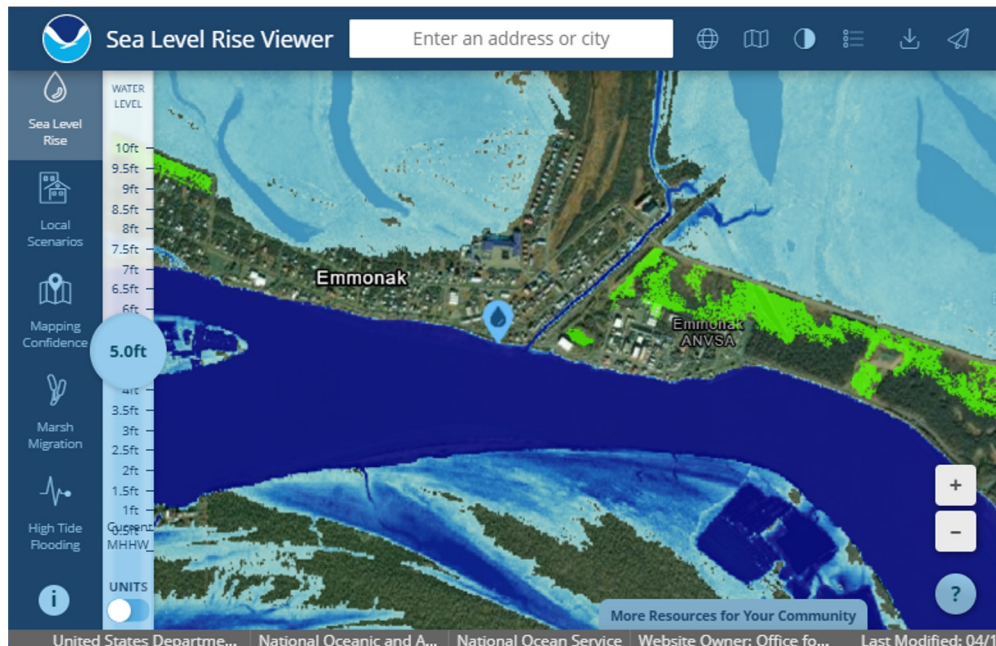 Sea Level Rise Viewer
Enter an address or city
Sea Level
Rise
Local
Scenarios
Mapping
Confidence
Marsh
Migration
High Tide
Flooding
i
WATER
LEVEL
10ft
9.5ft
9ft
8.5ft
8ft
7.5ft
7ft
6.5ft
6ft
5.0ft
4ft
3.5ft
3ft
2.5ft
2ft
1.5ft
1ft
0.5ft
Current
MHHW
UNITS
Emmonak
Emmonak
ANVSA
+
−
?
More Resources for Your Community
United States Departme... National Oceanic and A... National Ocean Service Website Owner: Office fo... Last Modified: 04/1